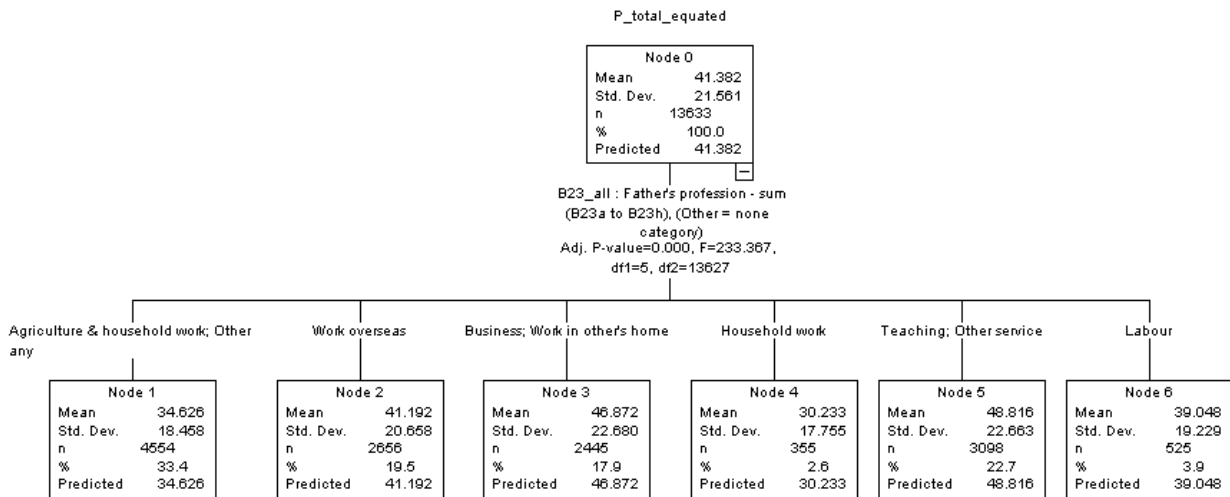 P_total_equated
Node 0
Mean 41.382
Std. Dev. 21.561
n 13633
% 100.0
Predicted 41.382
B23_all : Father's profession - sum
(B23a to B23h), (Other = none
category)
Adj. P-value=0.000, F=233.367,
df1=5, df2=13627
Agriculture & household work; Other
any
Work overseas
Business; Work in other's home
Household work
Teaching; Other service
Labour
Node 1
Mean 34.626
Std. Dev. 18.458
n 4554
% 33.4
Predicted 34.626
Node 2
Mean 41.192
Std. Dev. 20.658
n 2656
% 19.5
Predicted 41.192
Node 3
Mean 46.872
Std. Dev. 22.680
n 2445
% 17.9
Predicted 46.872
Node 4
Mean 30.233
Std. Dev. 17.755
n 355
% 2.6
Predicted 30.233
Node 5
Mean 48.816
Std. Dev. 22.663
n 3098
% 22.7
Predicted 48.816
Node 6
Mean 39.048
Std. Dev. 19.229
n 525
% 3.9
Predicted 39.048